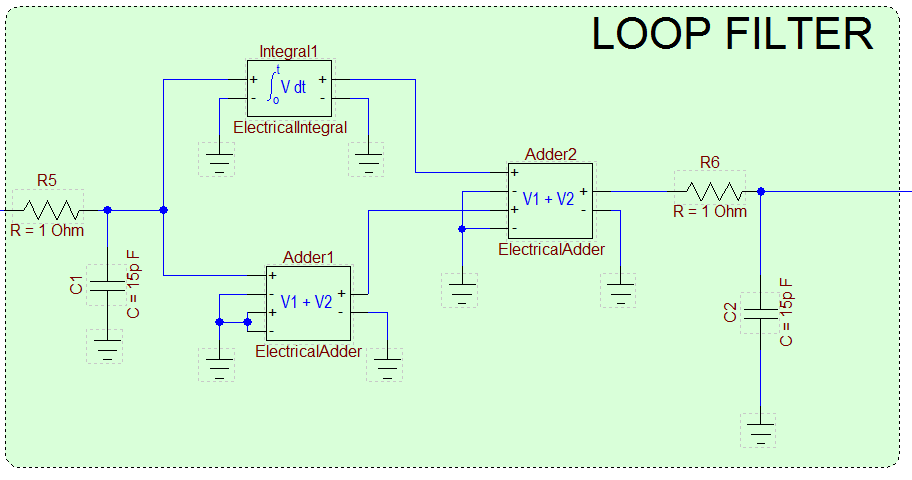 LOOP FILTER
Integral1
+ +
t
∫ V dt
0
- -
ElectricalIntegral
R5
R = 1 Ohm
C1
C = 15p F
Adder1
+
-
V1 + V2
+
+
-
-
ElectricalAdder
Adder2
+
-
V1 + V2
+
+
-
-
ElectricalAdder
R6
R = 1 Ohm
C2
C = 15p F